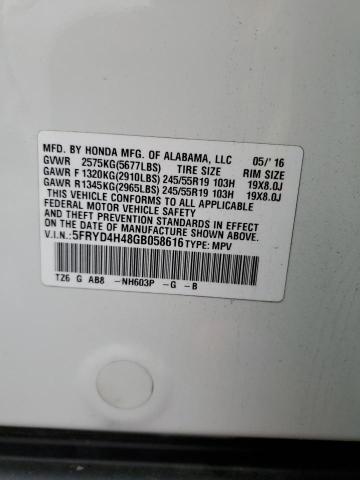 MFD. BY HONDA MFG. OF ALABAMA, LLC 05/'16
GVWR 2575KG(5677LBS) TIRE SIZE RIM SIZE
GAWR F 1320KG(2910LBS) 245/55R19 103H 19X8.0J
GAWR R1345KG(2965LBS) 245/55R19 103H 19X8.0J
THIS VEHICLE CONFORMS TO ALL APPLICABLE
FEDERAL MOTOR VEHICLE SAFETY AND
THEFT PREVENTION STANDARDS IN EFFECT
ON THE DATE OF MANUFACTURE SHOWN ABOVE.
V.I.N.:5FRYD4H48GB058616 TYPE: MPV
TZ6 G AB8 -NH603P -G -B